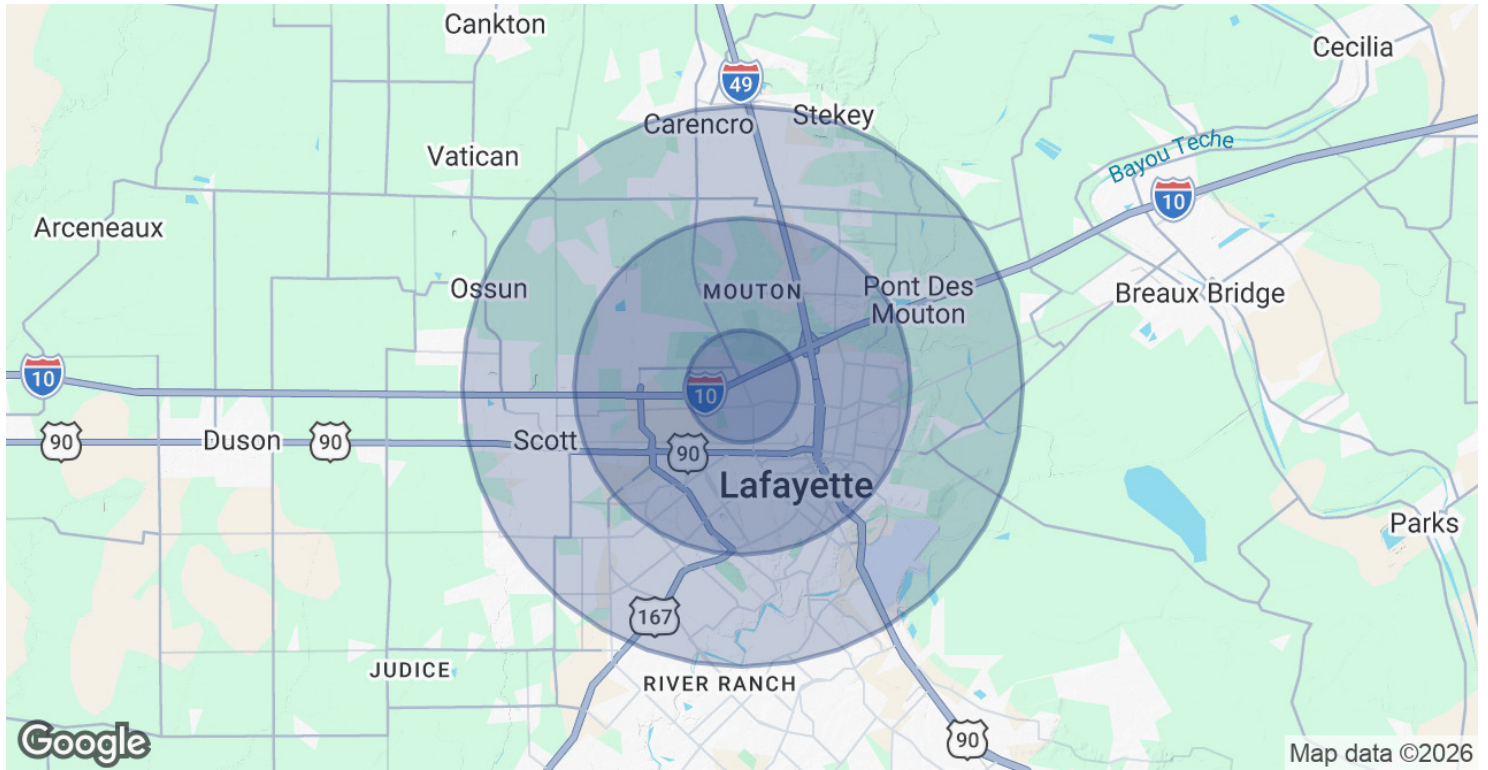 Cankton
Cecilia
49
Carencro
Stekey
Vatican
Bayou Teche
10
Arceneaux
Ossun
MOUTON
Pont Des
Mouton
Breaux Bridge
10
10
90
Duson
90
Scott
90
Lafayette
Parks
167
JUDICE
RIVER RANCH
90
Google
Map data ©2026